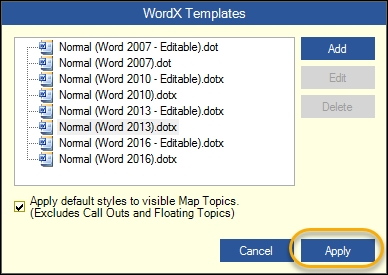 WordX Templates
Normal (Word 2007 - Editable).dot
Normal (Word 2007).dot
Normal (Word 2010 - Editable).dotx
Normal (Word 2010).dotx
Normal (Word 2013 - Editable).dotx
Normal (Word 2013).dotx
Normal (Word 2016 - Editable).dotx
Normal (Word 2016).dotx
Add
Edit
Delete
Apply default styles to visible Map Topics.
(Excludes Call Outs and Floating Topics)
Cancel
Apply